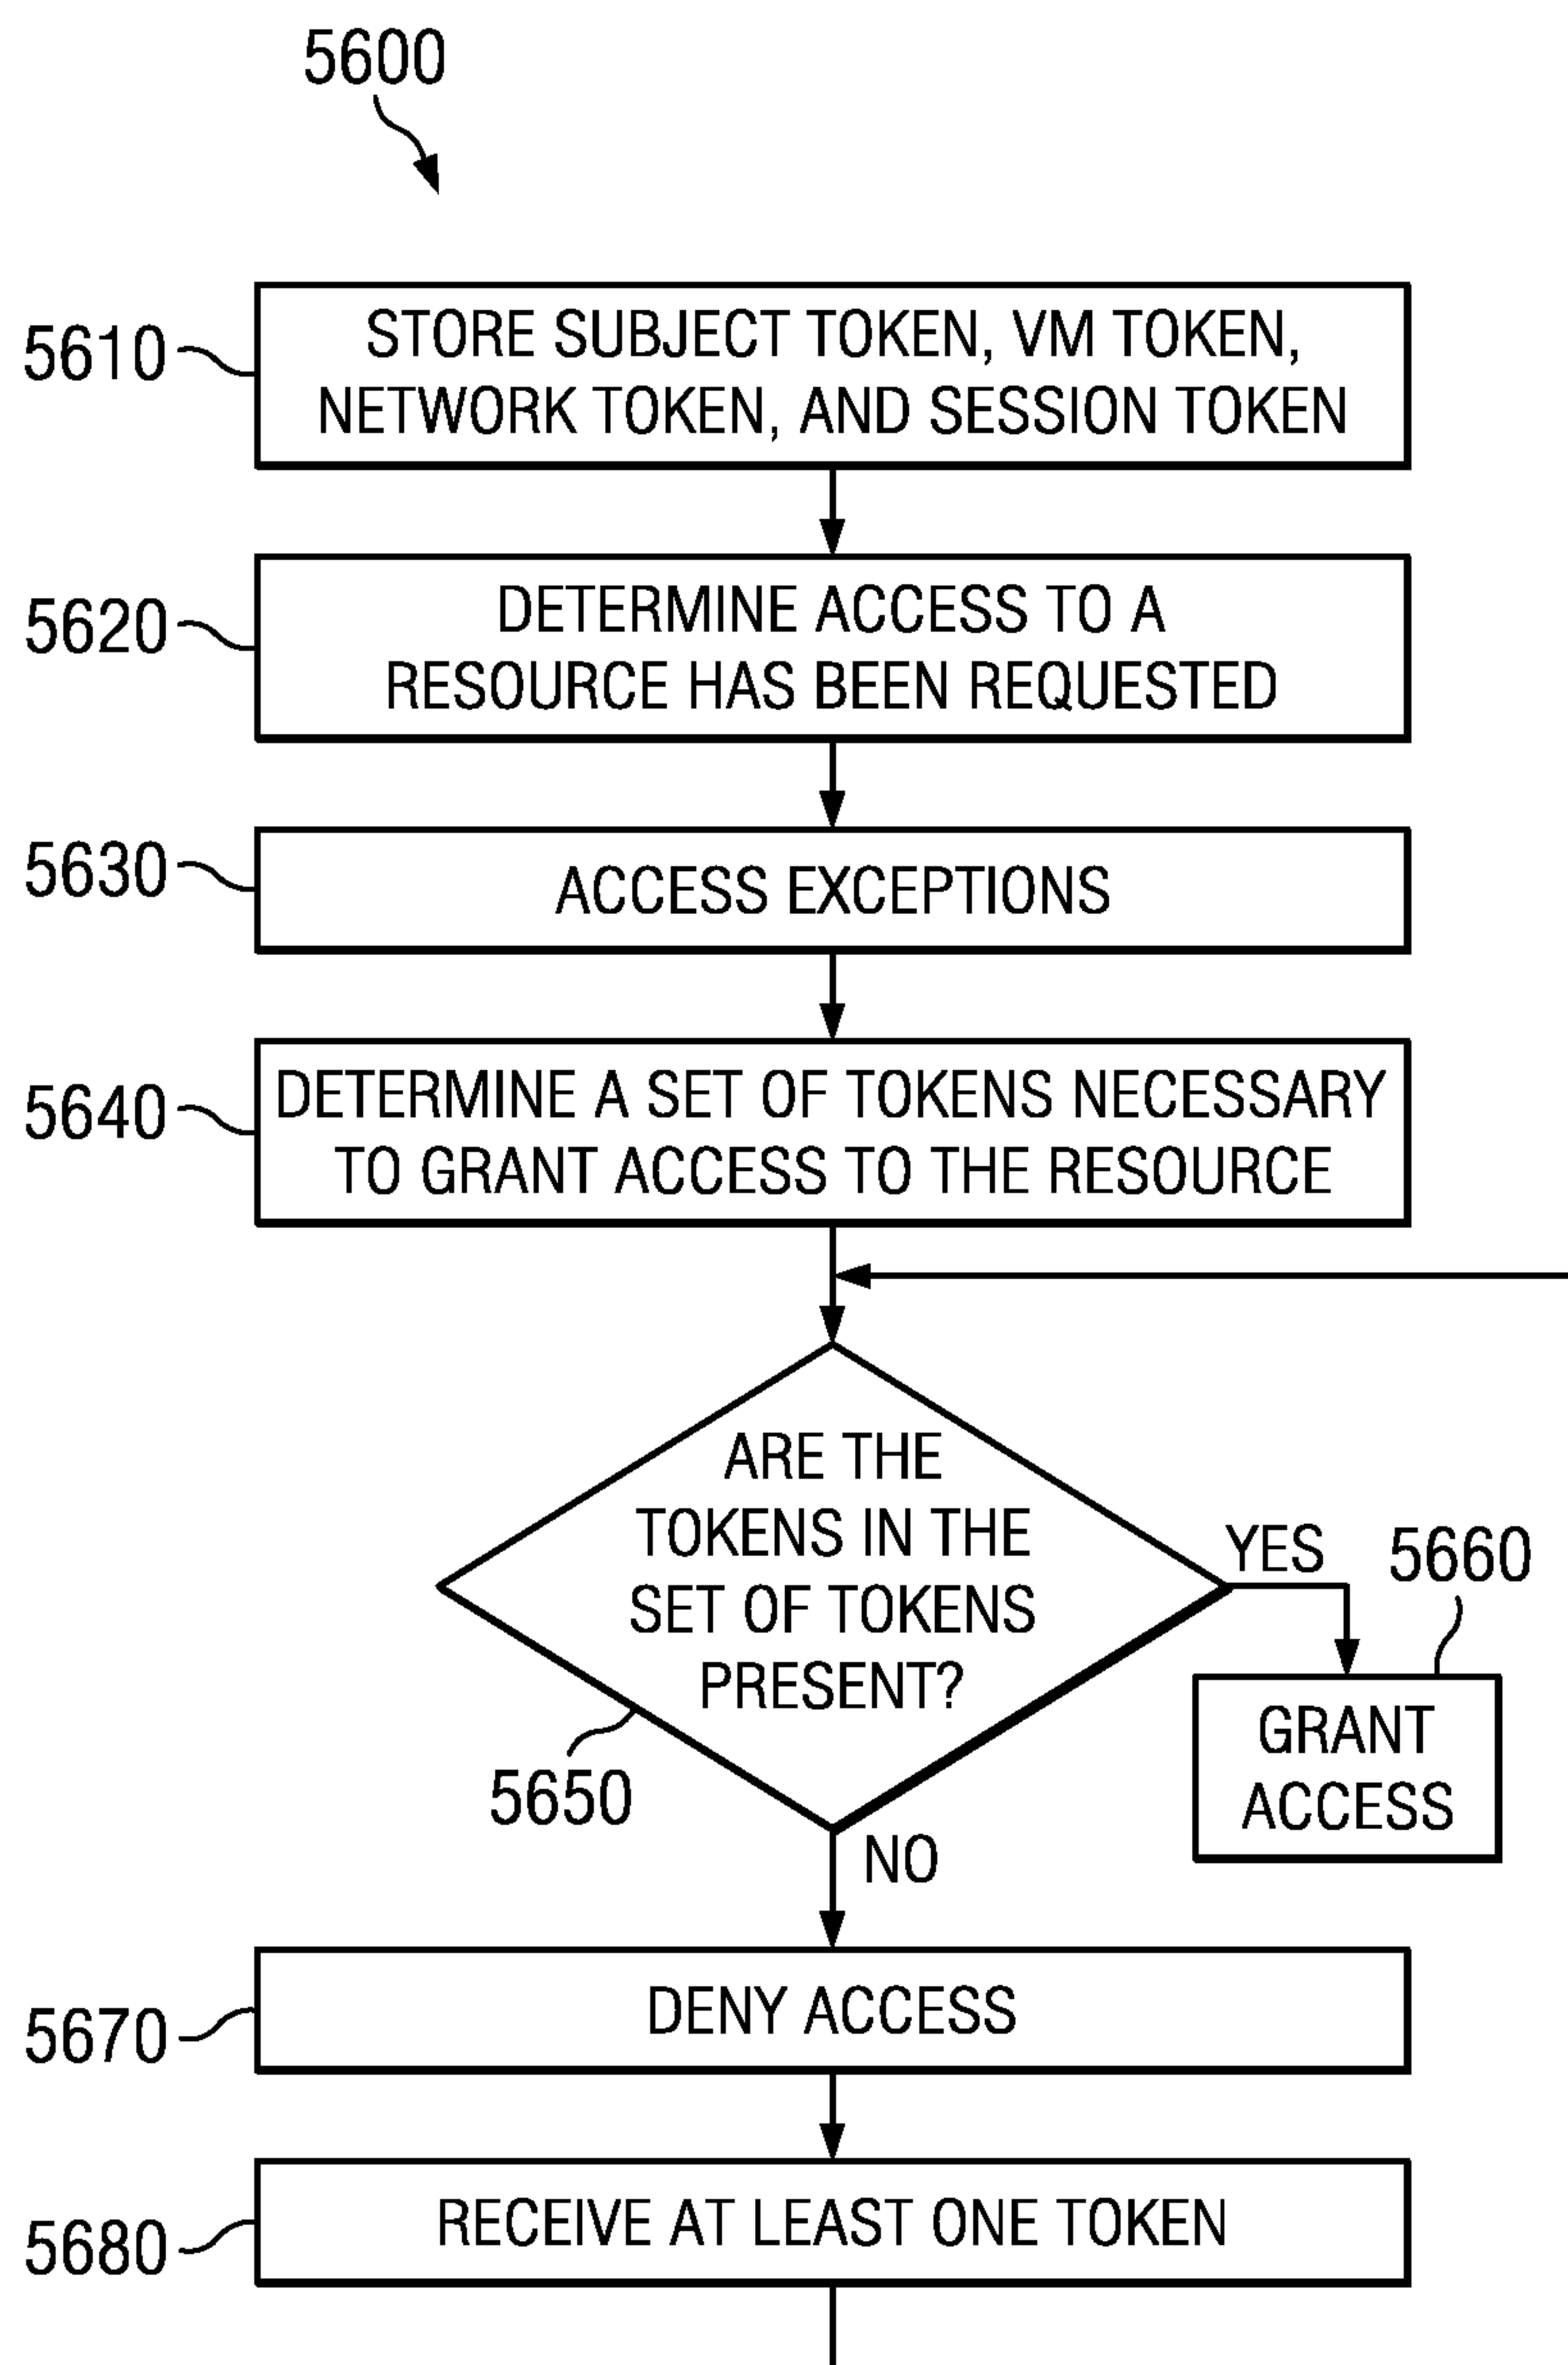 5600
5610
STORE SUBJECT TOKEN, VM TOKEN,
NETWORK TOKEN, AND SESSION TOKEN
5620
DETERMINE ACCESS TO A
RESOURCE HAS BEEN REQUESTED
5630
ACCESS EXCEPTIONS
5640
DETERMINE A SET OF TOKENS NECESSARY
TO GRANT ACCESS TO THE RESOURCE
ARE THE
TOKENS IN THE
SET OF TOKENS
PRESENT?
5650
YES
5660
GRANT
ACCESS
NO
5670
DENY ACCESS
5680
RECEIVE AT LEAST ONE TOKEN